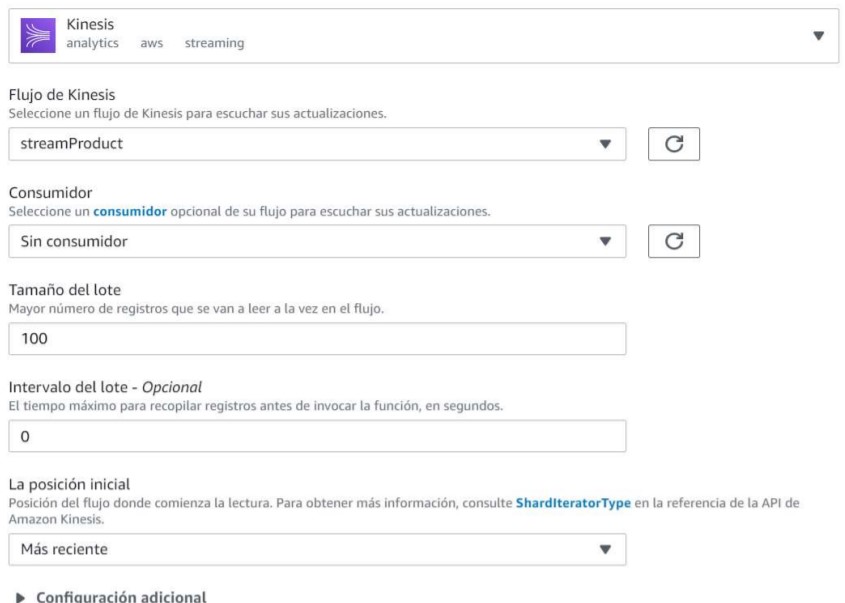 Kinesis
analytics aws streaming
Flujo de Kinesis
Seleccione un flujo de Kinesis para escuchar sus actualizaciones.
streamProduct
Consumidor
Seleccione un consumidor opcional de su flujo para escuchar sus actualizaciones.
Sin consumidor
Tamaño del lote
Mayor número de registros que se van a leer a la vez en el flujo.
100
Intervalo del lote - Opcional
El tiempo máximo para recopilar registros antes de invocar la función, en segundos.
0
La posición inicial
Posición del flujo donde comienza la lectura. Para obtener más información, consulte ShardIteratorType en la referencia de la API de
Amazon Kinesis.
Más reciente
Configuración adicional